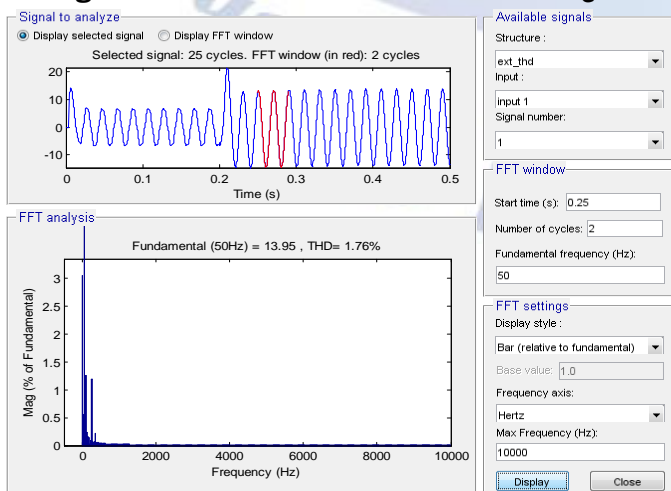 Signal to analyze
Display selected signal Display FFT window
Selected signal: 25 cycles. FFT window (in red): 2 cycles
20
10
0
-10
0 0.1 0.2 0.3 0.4 0.5
Time (s)
FFT analysis
Fundamental (50Hz) = 13.95 , THD= 1.76%
3
2.5
2
1.5
1
0.5
0
Mag (% of Fundamental)
0 2000 4000 6000 8000 10000
Frequency (Hz)
Available signals
Structure :
ext_thd
Input :
input 1
Signal number:
1
FFT window
Start time (s): 0.25
Number of cycles: 2
Fundamental frequency (Hz):
50
FFT settings
Display style :
Bar (relative to fundamental)
Base value: 1.0
Frequency axis:
Hertz
Max Frequency (Hz):
10000
Display Close